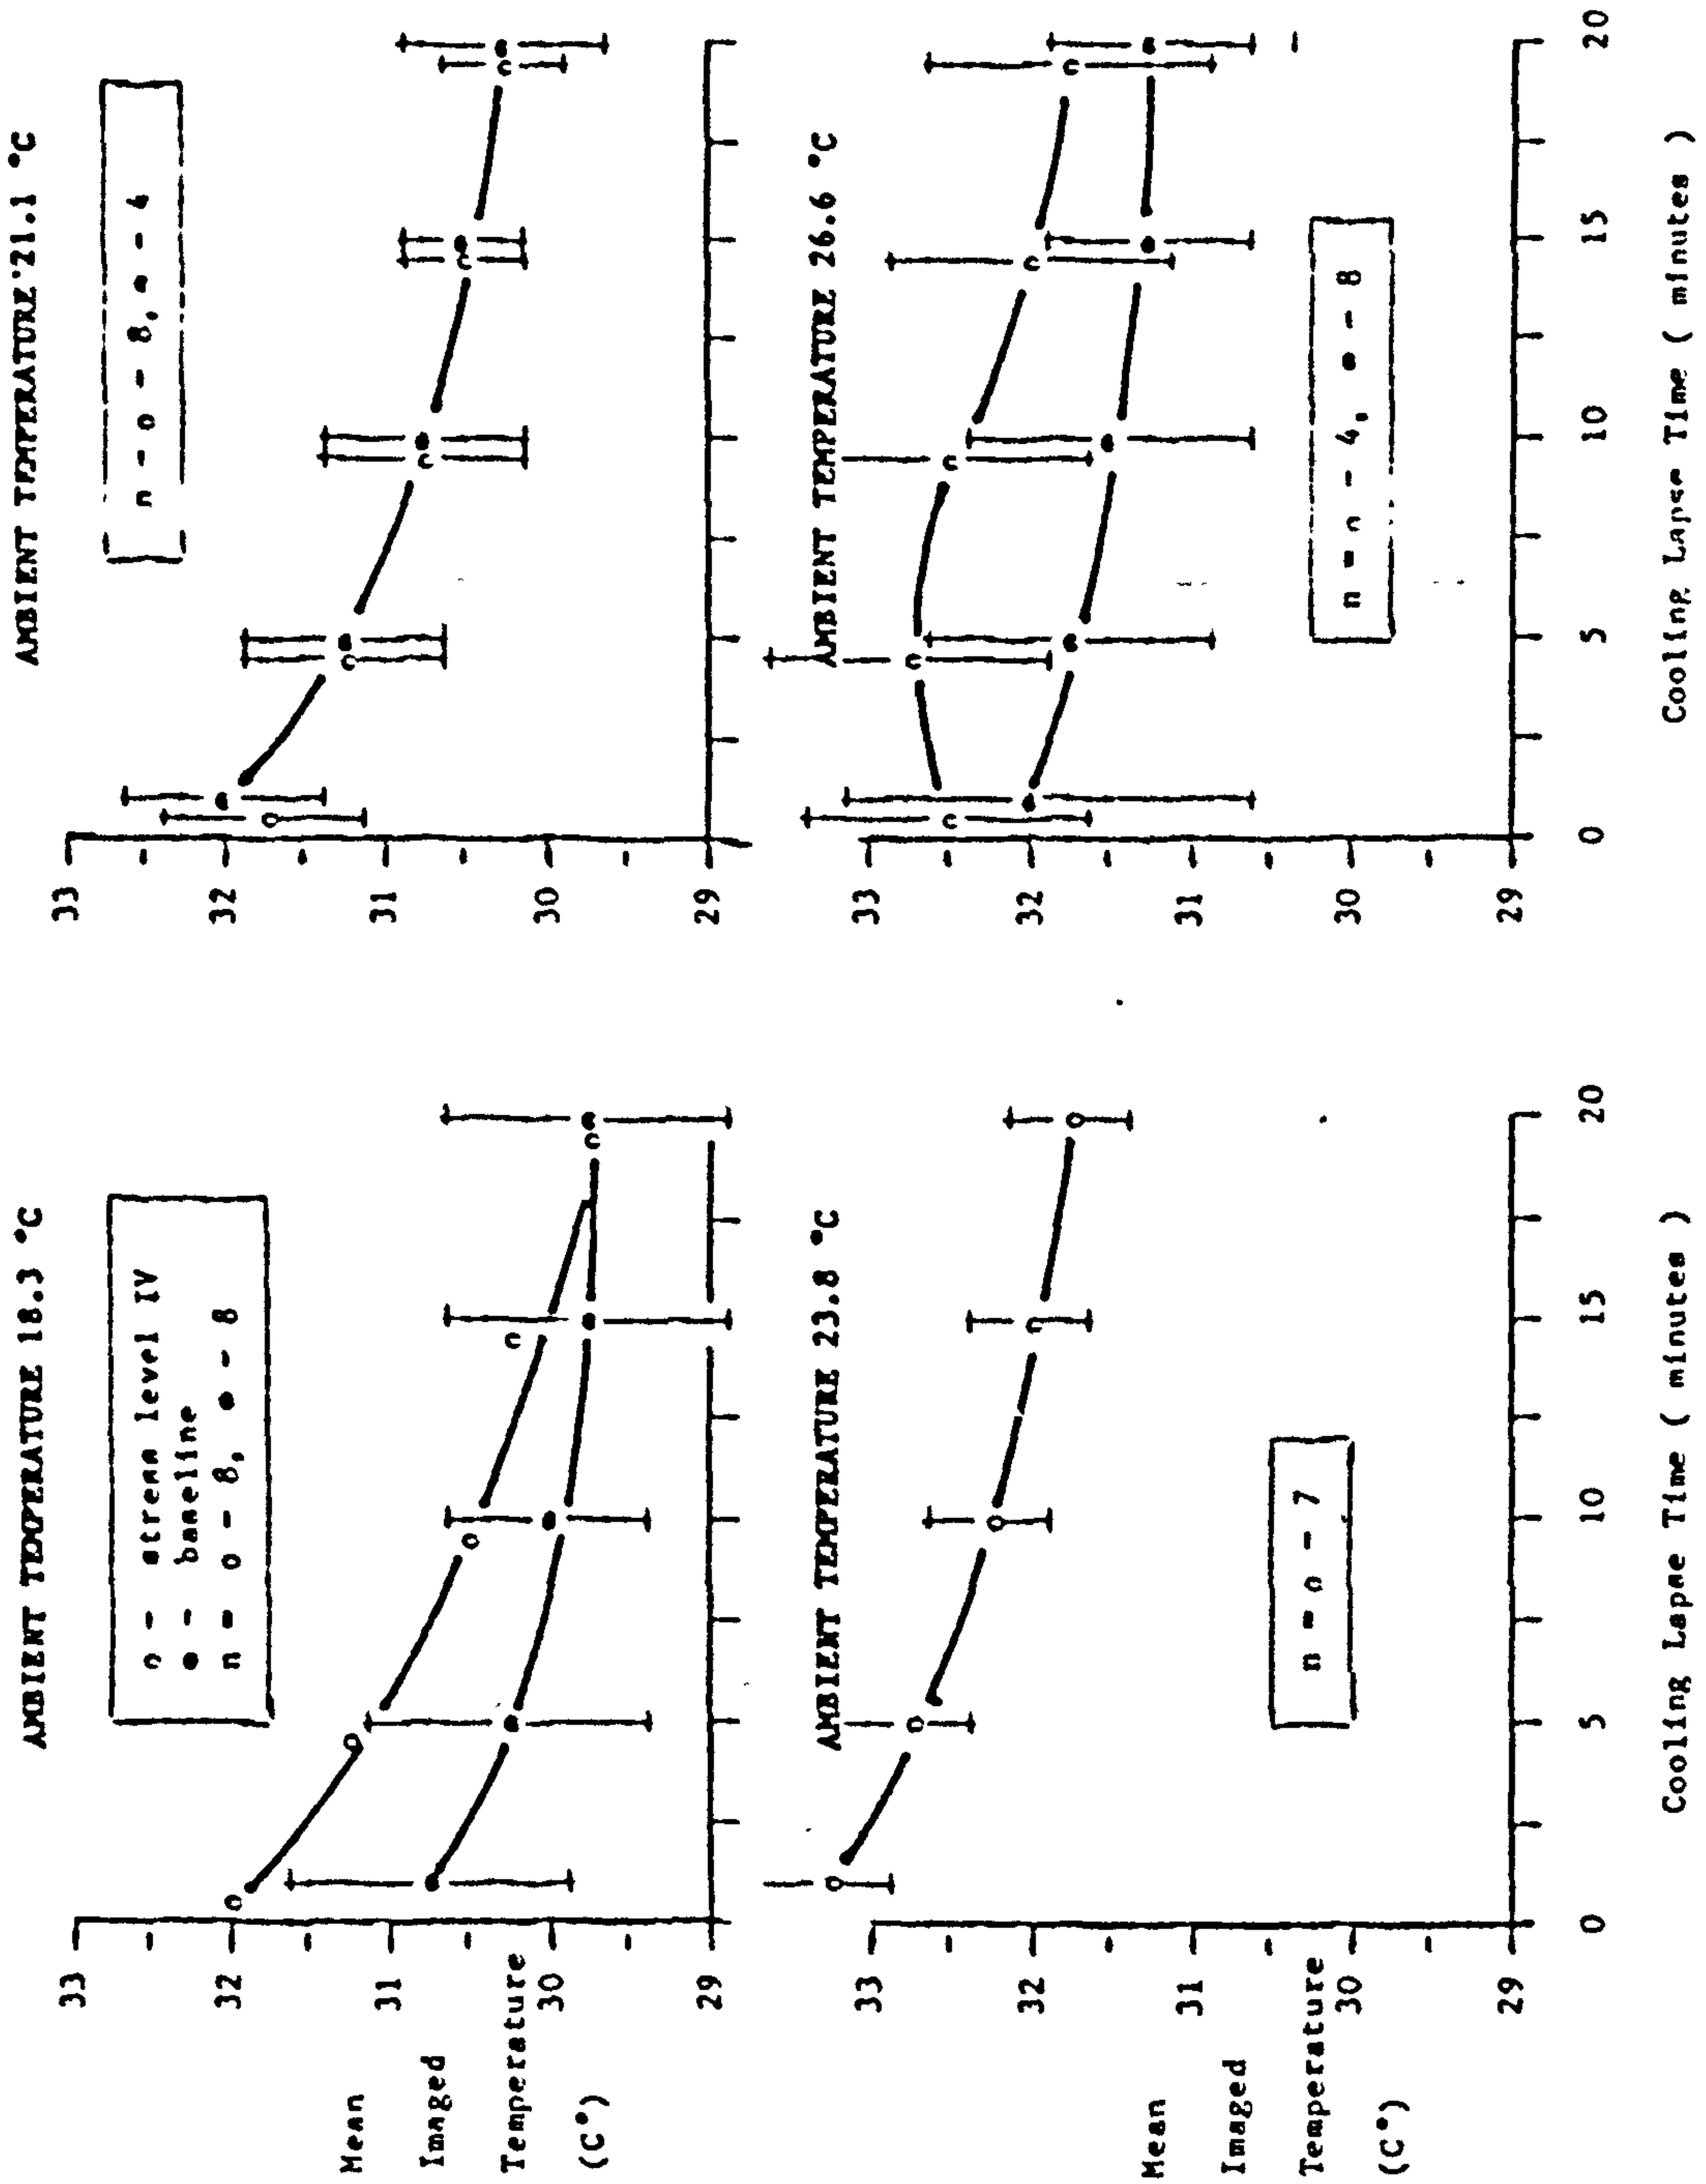 AMBIENT TEMPERATURE 18.3 °C
o - stress level IV
● - baseline
n = o - 8, ● - 8
33
32
31
30
29
Mean
Imaged
Temperature
(C°)
AMBIENT TEMPERATURE 21.1 °C
n - o - 8, ● - 4
33
32
31
30
29
AMBIENT TEMPERATURE 23.8 °C
n = o - 7
33
32
31
30
29
Mean
Imaged
Temperature
(C°)
0 5 10 15 20
Cooling Lapse Time ( minutes )
AMBIENT TEMPERATURE 26.6 °C
n = o - 4, ● - 8
33
32
31
30
29
0 5 10 15 20
Cooling Lapse Time ( minutes )